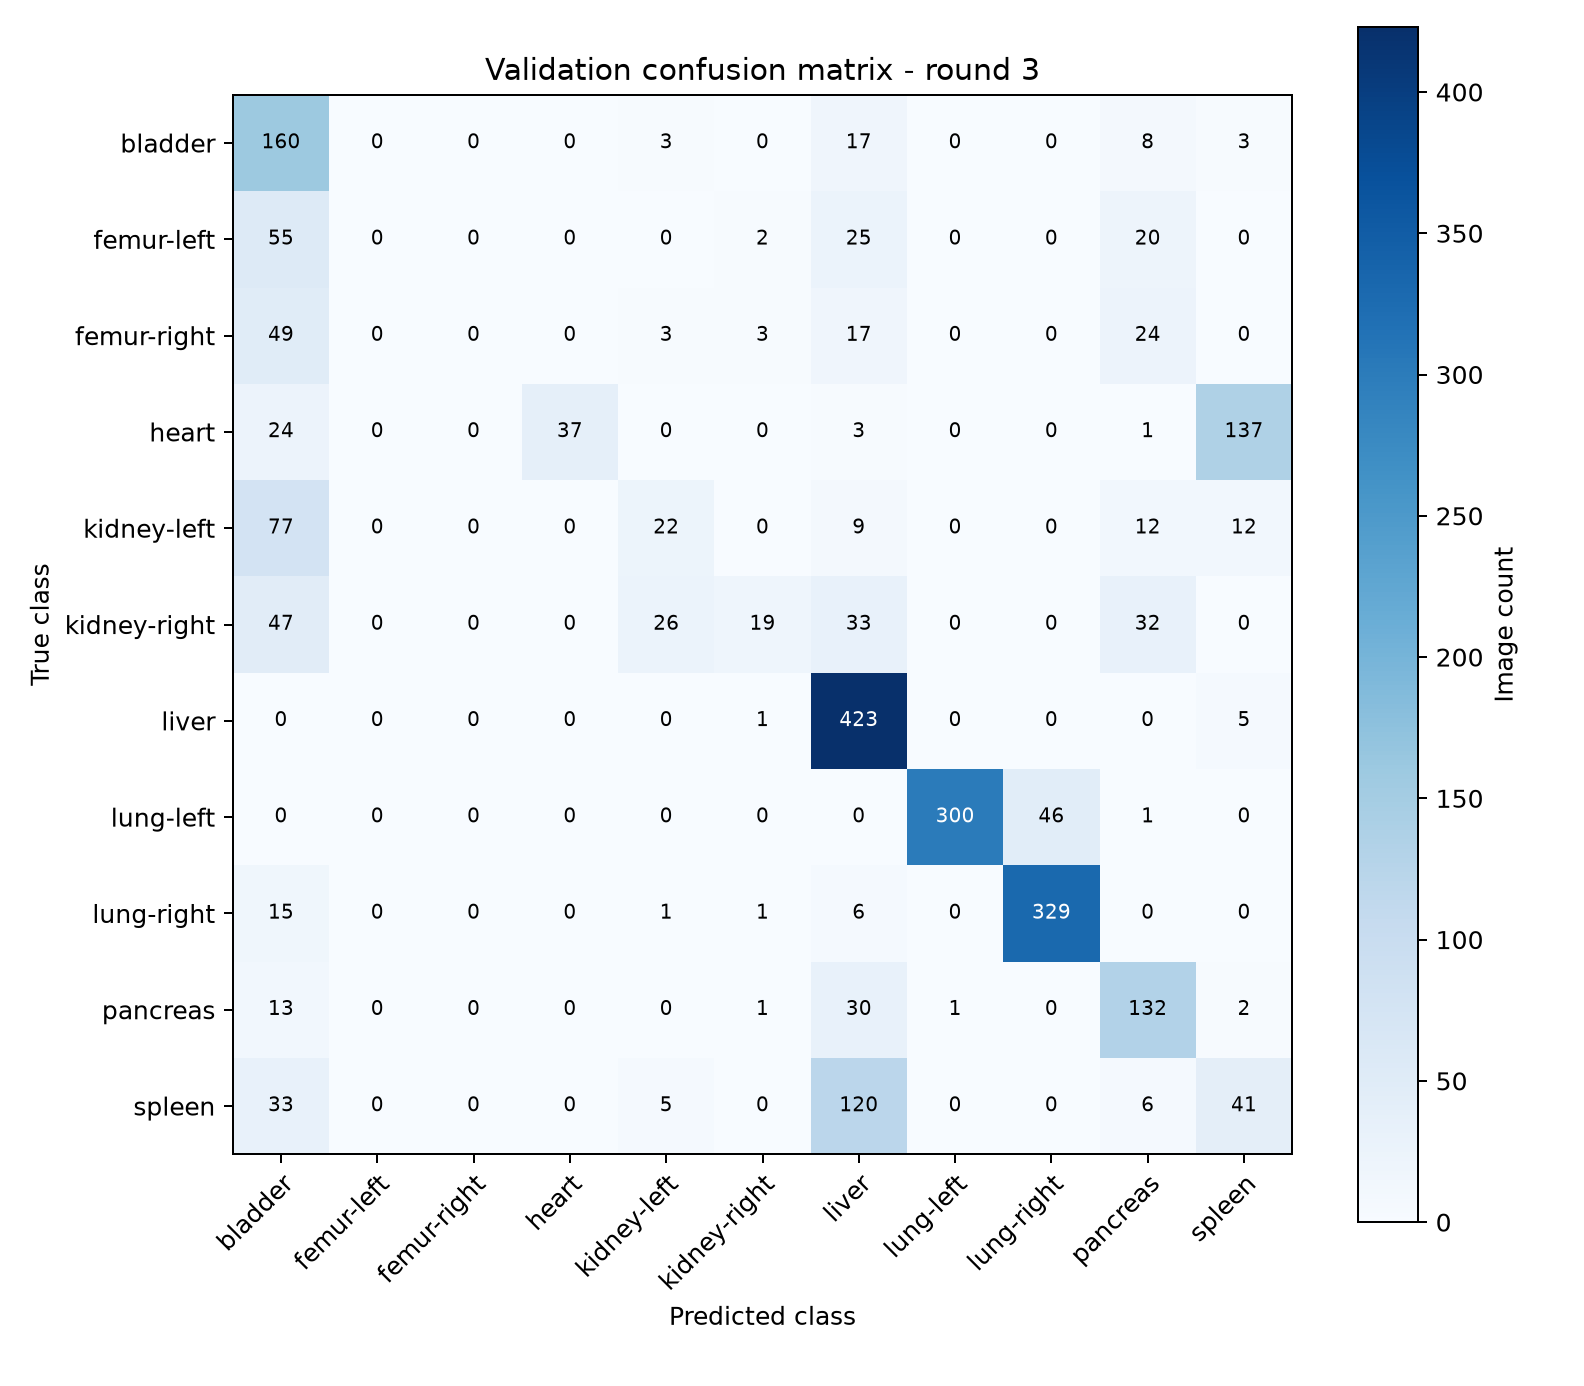 Validation confusion matrix - round 3
bladder 160 0 0 0 3 0 17 0 0 8 3
femur-left 55 0 0 0 0 2 25 0 0 20 0
femur-right 49 0 0 0 3 3 17 0 0 24 0
heart 24 0 0 37 0 0 3 0 0 1 137
kidney-left 77 0 0 0 22 0 9 0 0 12 12
kidney-right 47 0 0 0 26 19 33 0 0 32 0
liver 0 0 0 0 0 1 423 0 0 0 5
lung-left 0 0 0 0 0 0 0 300 46 1 0
lung-right 15 0 0 0 1 1 6 0 329 0 0
pancreas 13 0 0 0 0 1 30 1 0 132 2
spleen 33 0 0 0 5 0 120 0 0 6 41
True class
bladder femur-left femur-right heart kidney-left kidney-right liver lung-left lung-right pancreas spleen
Predicted class
400
350
300
250
200
150
100
50
0
Image count